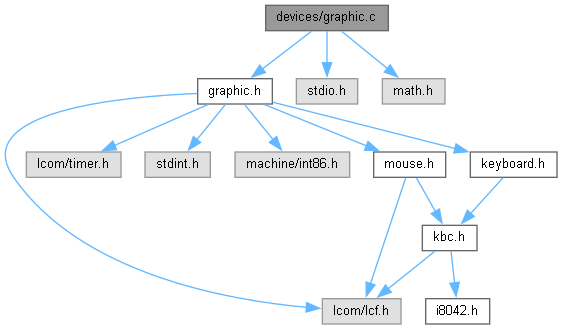 devices/graphic.c
graphic.h
stdio.h
math.h
lcom/timer.h
stdint.h
machine/int86.h
mouse.h
keyboard.h
kbc.h
lcom/lcf.h
i8042.h